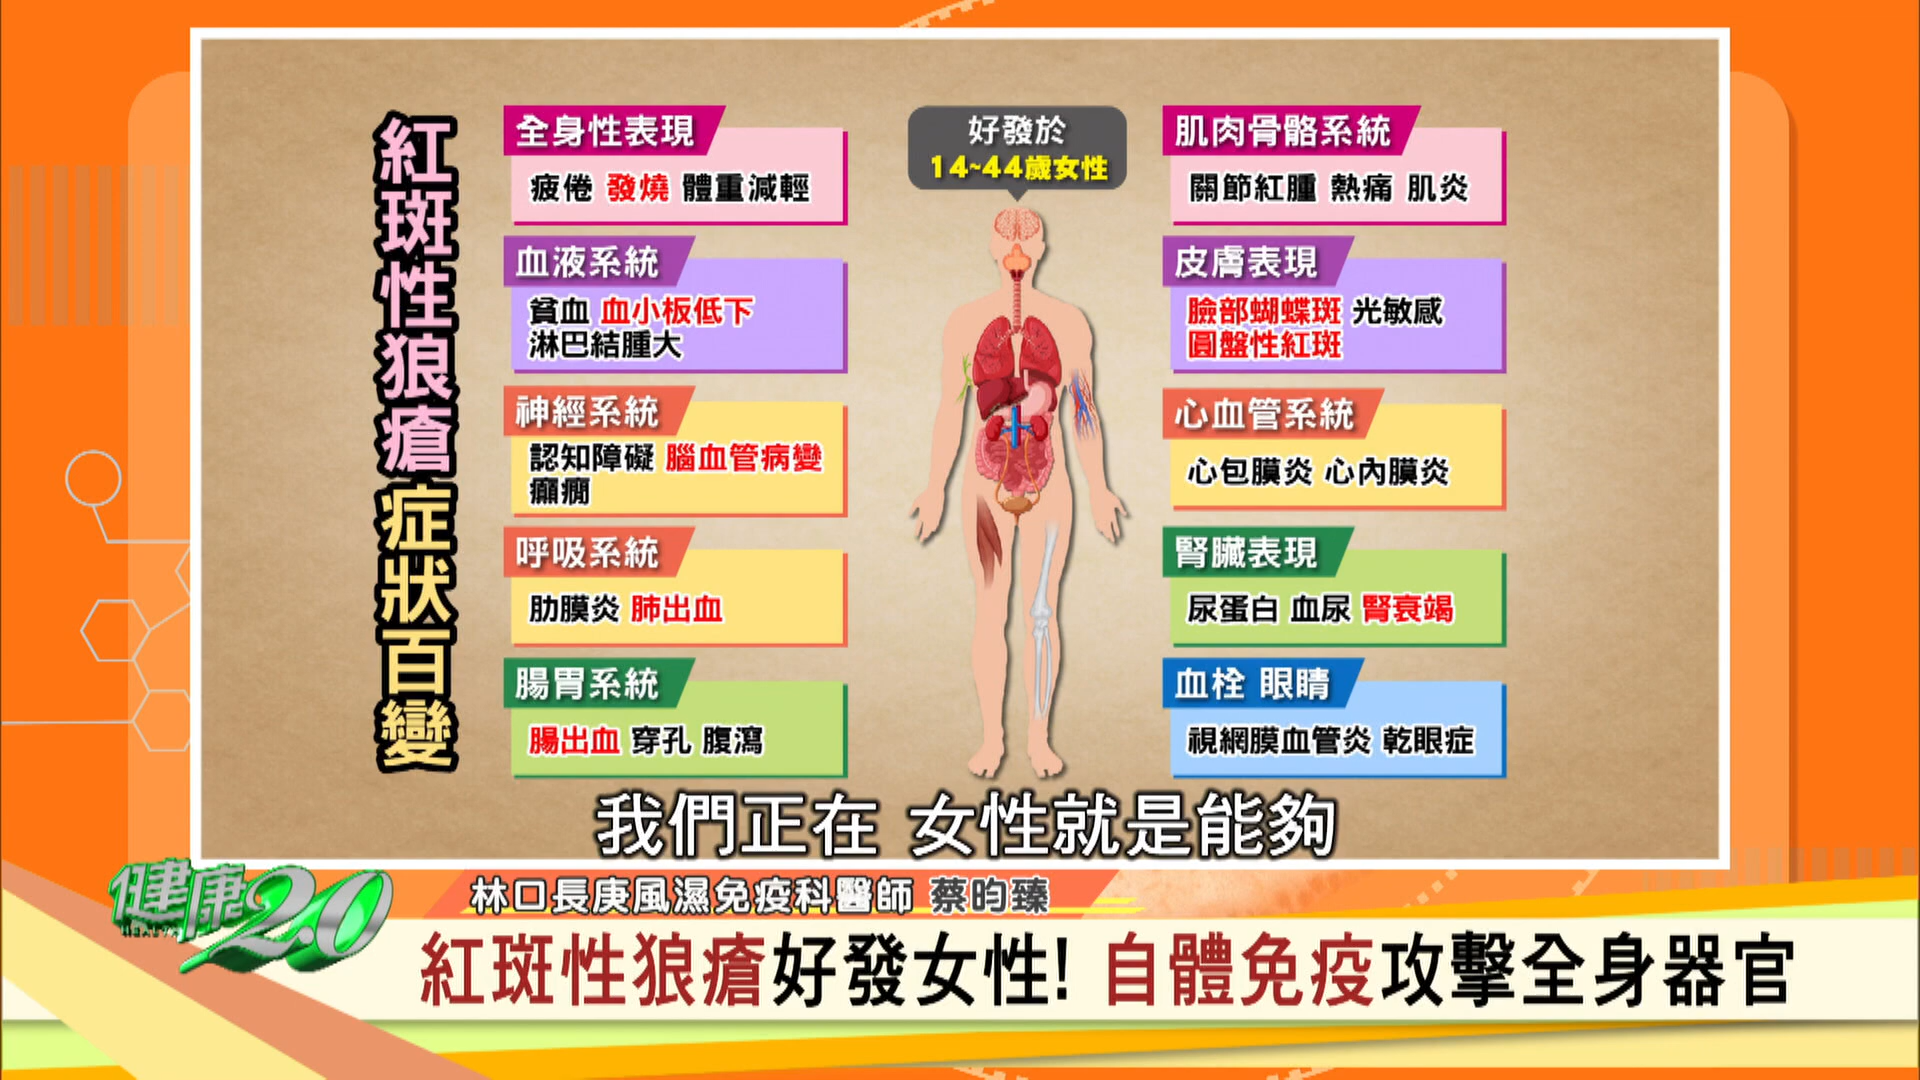 紅斑性狼瘡症狀百變
全身性表現
疲倦 發燒 體重減輕
血液系統
貧血 血小板低下
淋巴結腫大
神經系統
認知障礙 腦血管病變
癲癇
呼吸系統
肋膜炎 肺出血
腸胃系統
腸出血 穿孔 腹瀉
好發於
14~44歲女性
肌肉骨骼系統
關節紅腫 熱痛 肌炎
皮膚表現
臉部蝴蝶斑 光敏感
圓盤性紅斑
心血管系統
心包膜炎 心內膜炎
腎臟表現
尿蛋白 血尿 腎衰竭
血栓 眼睛
視網膜血管炎 乾眼症
我們正在 女性就是能夠
健康2.0
HEALTH
林口長庚風濕免疫科醫師 蔡昀臻
紅斑性狼瘡好發女性! 自體免疫攻擊全身器官